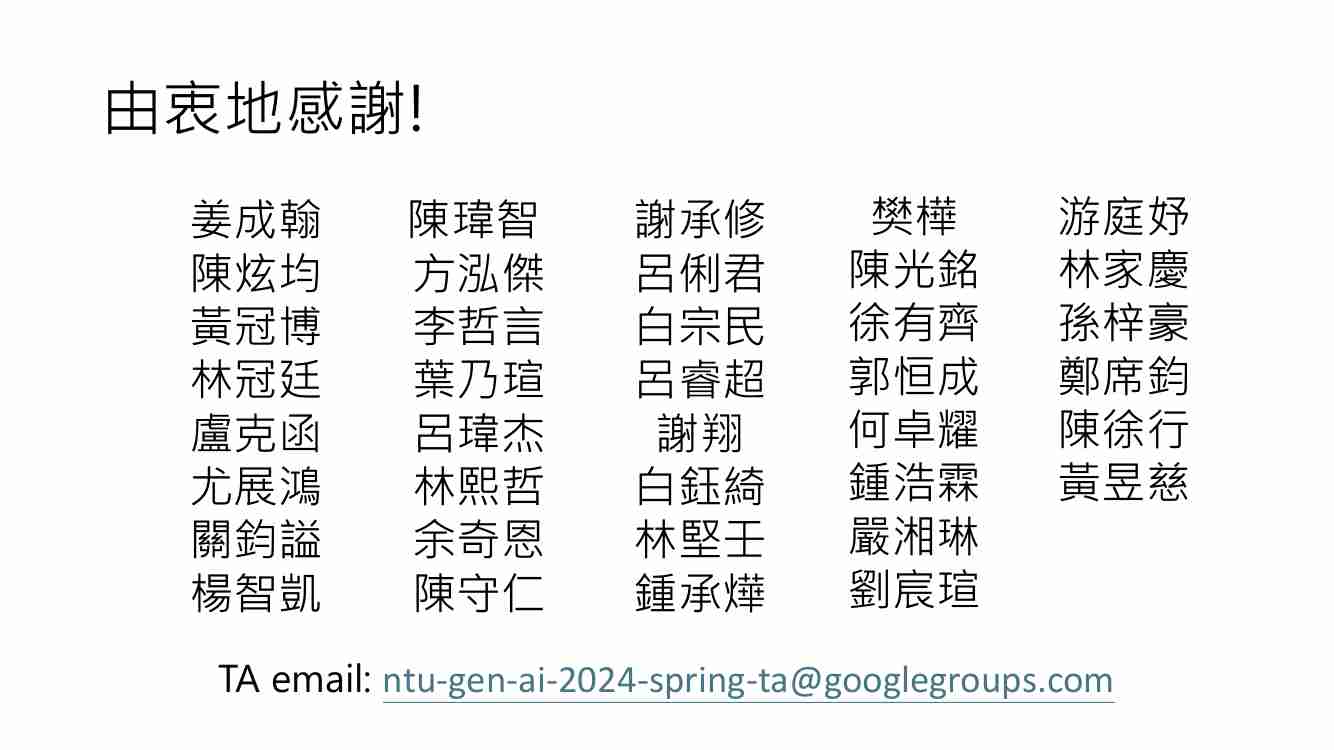 由衷地感謝!
姜成翰 陳瑋智 謝承修 樊樺 游庭妤
陳炫均 方泓傑 呂俐君 陳光銘 林家慶
黃冠博 李哲言 白宗民 徐有齊 孫梓豪
林冠廷 葉乃瑄 呂睿超 郭恒成 鄭席鈞
盧克函 呂瑋杰 謝翔 何卓耀 陳徐行
尤展鴻 林熙哲 白鈺綺 鍾浩霖 黃昱慈
關鈞謚 余奇恩 林堅壬 嚴湘琳
楊智凱 陳守仁 鍾承燁 劉宸瑄
TA email: ntu-gen-ai-2024-spring-ta@googlegroups.com